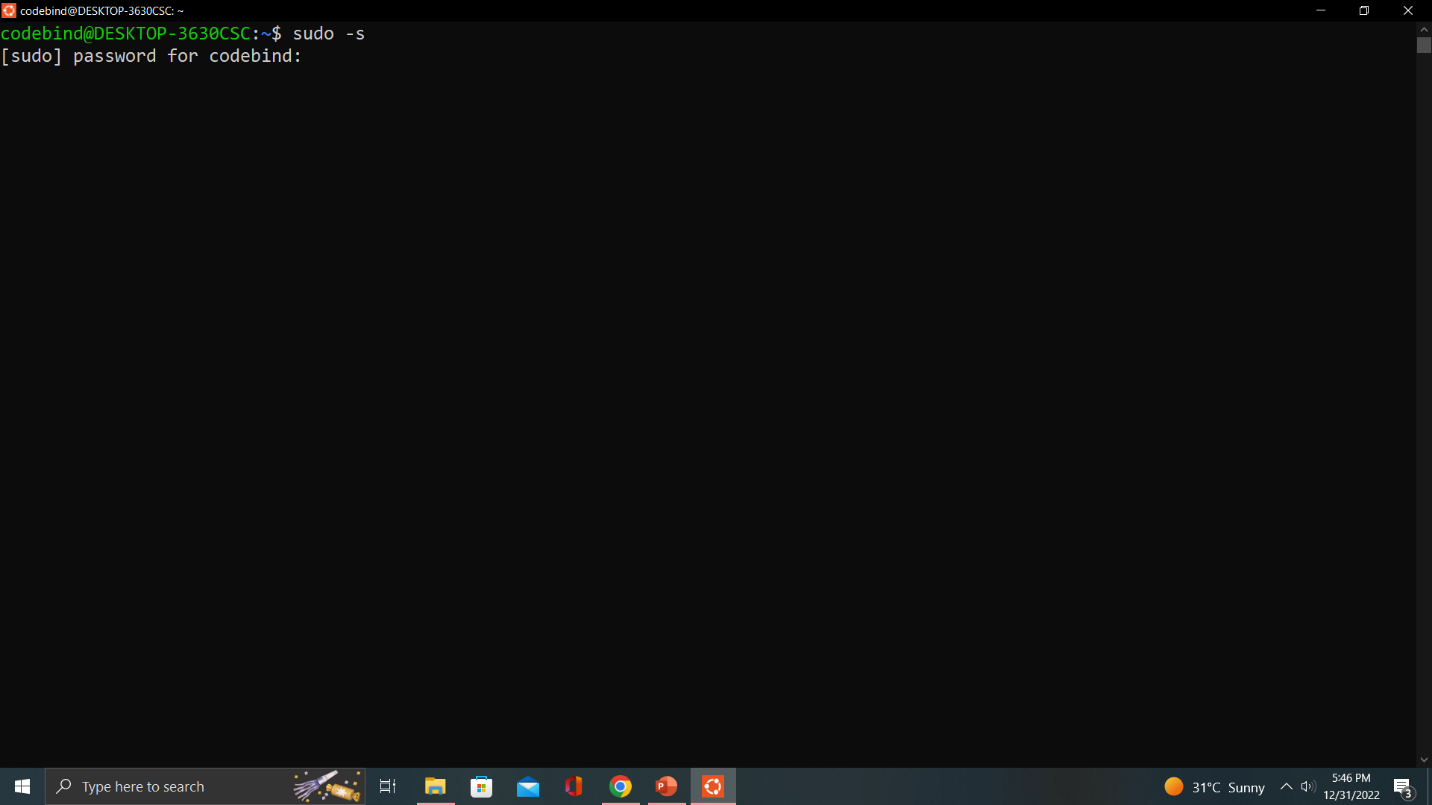 codebind@DESKTOP-3630CSC: ~
codebind@DESKTOP-3630CSC:~$ sudo -s
[sudo] password for codebind:
Type here to search
31°C Sunny
5:46 PM
12/31/2022
3